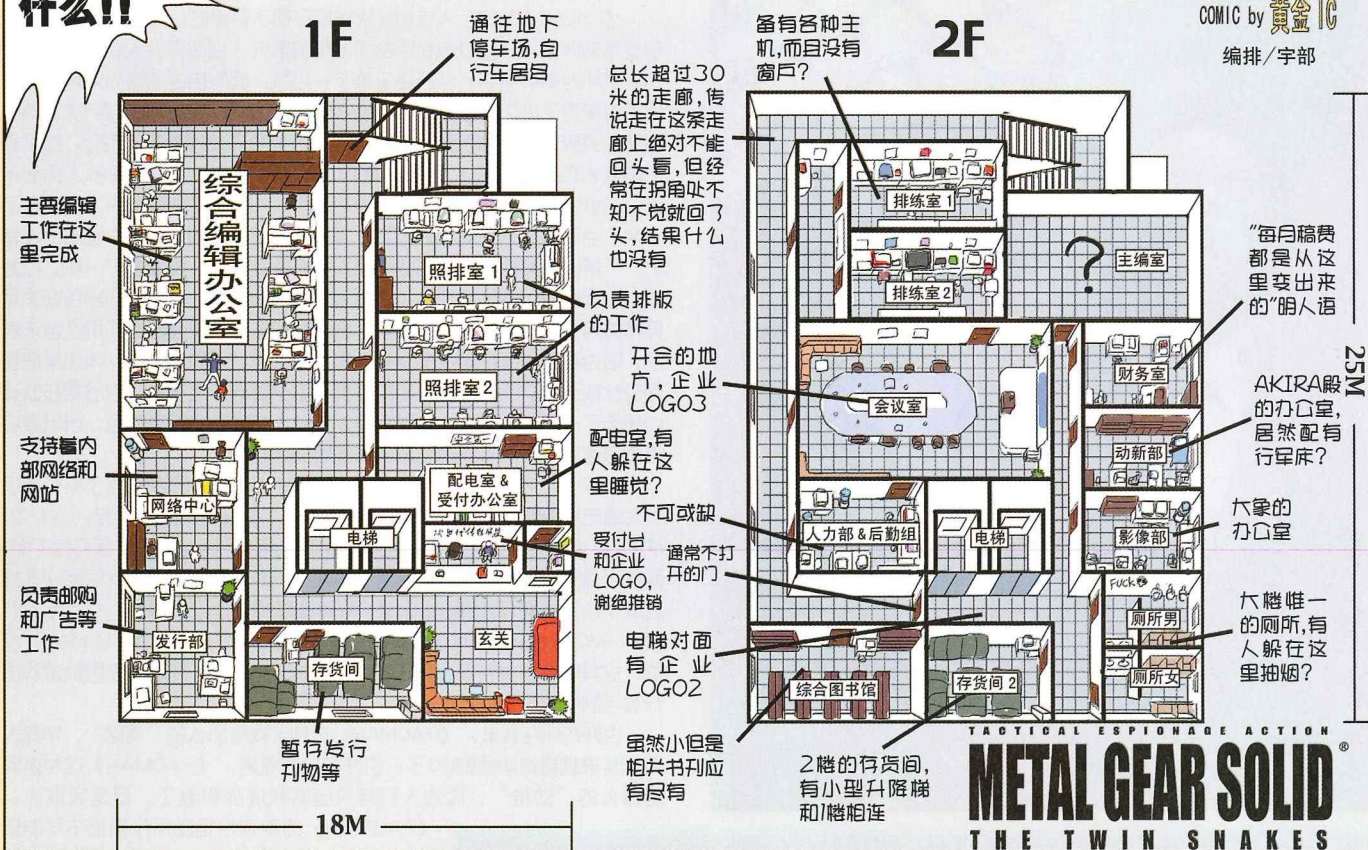 什么!!
1F
通往地下
停车场,自
行车居多
主要编辑
工作在这
里完成
综合编辑办公室
照排室 1
照排室 2
负责排版
的工作
支持着内
部网络和
网站
网络中心
配电室 &
受付办公室
配电室,有
人躲在这
里睡觉?
不可或缺
安全第一
电梯
受付台
和企业
LOGO,
谢绝推销
负责邮购
和广告等
工作
发行部
存货间
玄关
暂存发行
刊物等
18M
2F
COMIC by 黄金 IC
编排/宇部
备有各种主
机,而且没有
窗户?
总长超过30
米的走廊,传
说走在这条走
廊上绝对不能
回头看,但经
常在拐角处不
知不觉就回了
头,结果什么
也没有
排练室 1
排练室2
?
主编室
"每月稿费
都是从这
里变出来
的"明人语
财务室
开会的地
方 企业
LOGO3
会议室
AKIRA殿
的办公室,
居然配有
行军床?
动新部
大象的
办公室
影像部
人力部 & 后勤组
电梯
通常不打
开的门
Fuck
厕所男
厕所女
大楼惟一
的厕所,有
人躲在这
里抽烟?
电梯对面
有企业
LOGO2
综合图书馆
存货间 2
虽然小但是
相关书刊应
有尽有
2楼的存货间,
有小型升降梯
和1楼相连
25M
TACTICAL ESPIONAGE ACTION
METAL GEAR SOLID®
THE TWIN SNAKES